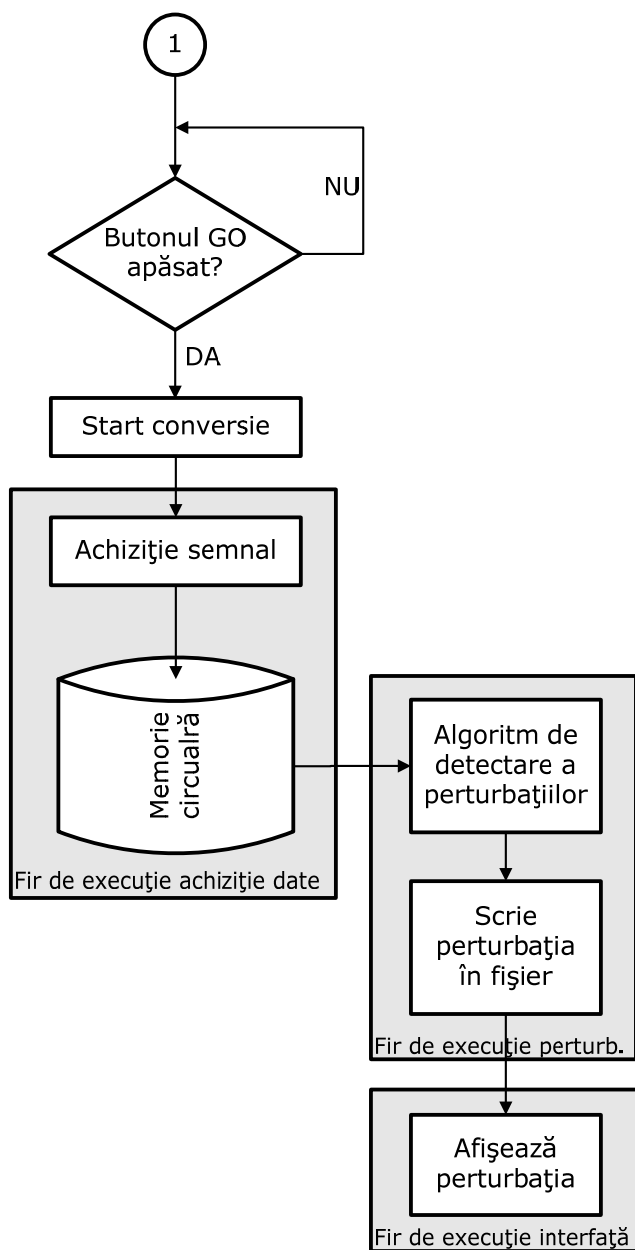 1
NU
Butonul GO
apăsat?
DA
Start conversie
Achiziţie semnal
Memorie
circualră
Fir de execuţie achiziţie date
Algoritm de
detectare a
perturbaţiilor
Scrie
perturbaţia
în fişier
Fir de execuţie perturb.
Afişează
perturbaţia
Fir de execuţie interfaţă